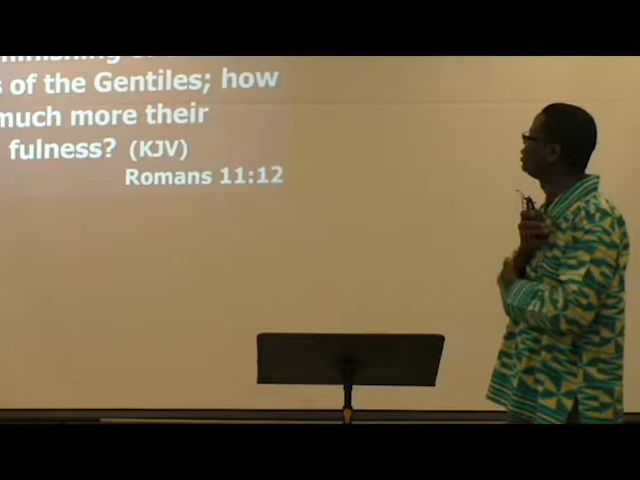 of the Gentiles; how
much more their
fulness? (KJV)
Romans 11:12